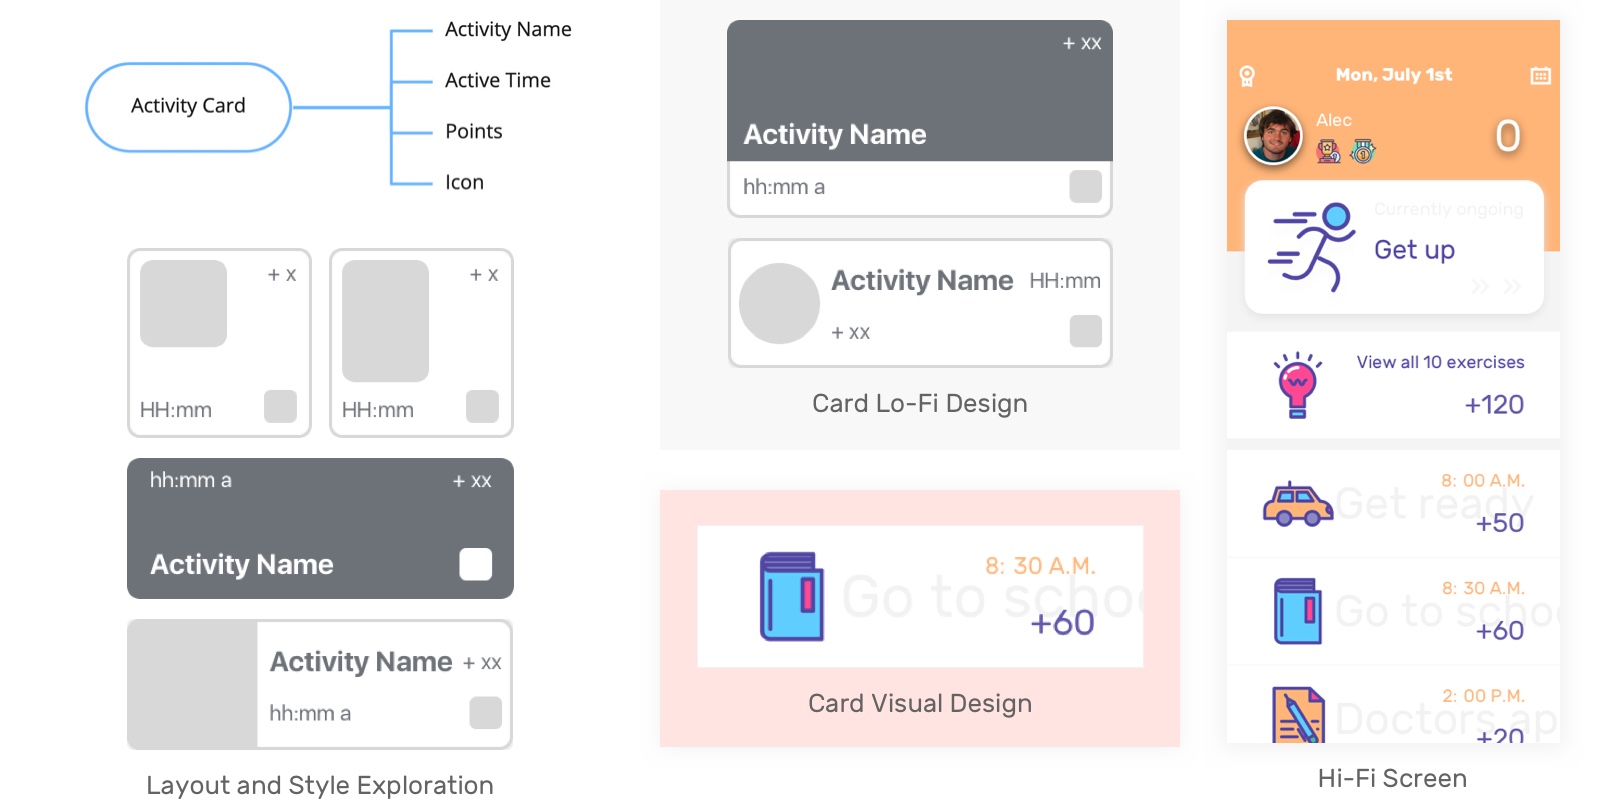 Activity Card
Activity Name
Active Time
Points
Icon
+ x
HH:mm
+ x
HH:mm
hh:mm a
+ xx
Activity Name
Activity Name
+ xx
hh:mm a
Layout and Style Exploration
+ xx
Activity Name
hh:mm a
Activity Name
HH:mm
+ xx
Card Lo-Fi Design
8: 30 A.M.
Go to schoo
+60
Card Visual Design
Mon, July 1st
Alec
0
Currently ongoing
Get up
View all 10 exercises
+120
8: 00 A.M.
Get ready
+50
8: 30 A.M.
Go to schoo
+60
2: 00 P.M.
Doctors ap
+20
Hi-Fi Screen